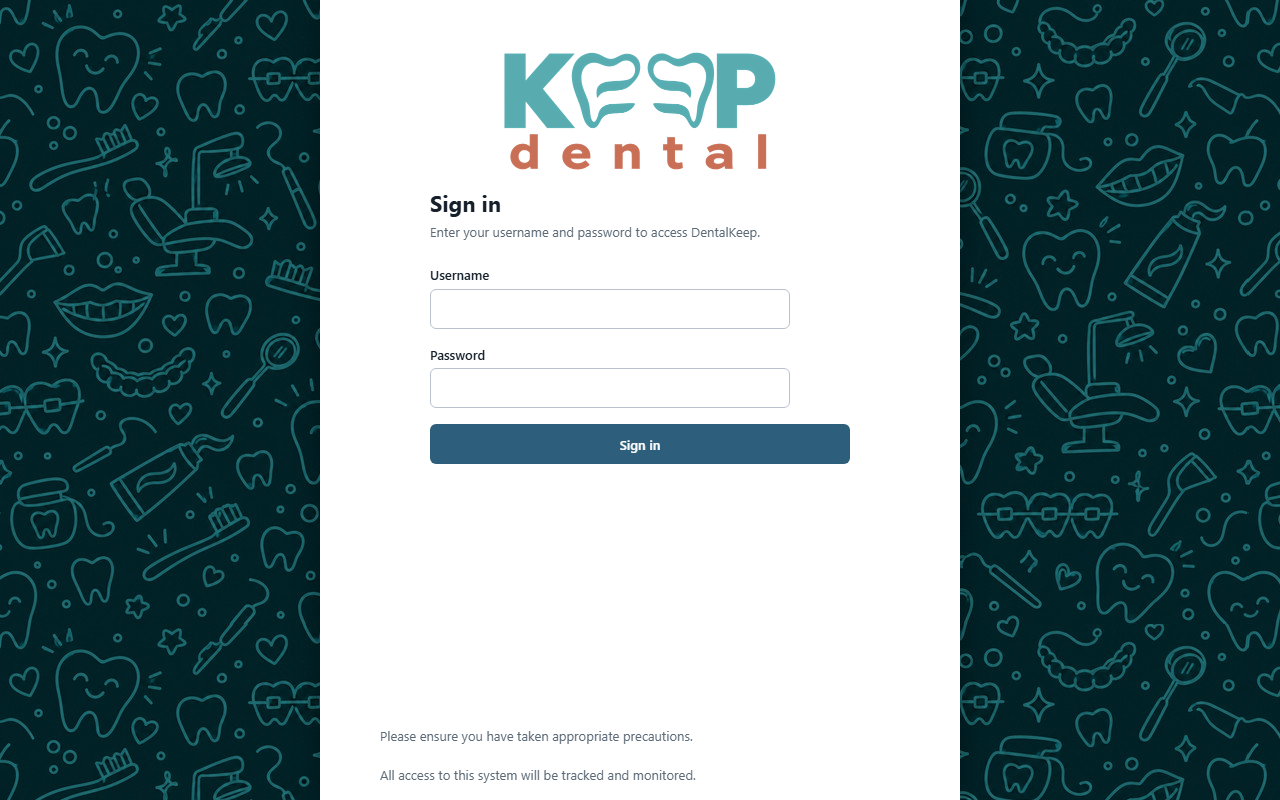 KEEP
dental
Sign in
Enter your username and password to access DentalKeep.
Username
Password
Sign in
Please ensure you have taken appropriate precautions.
All access to this system will be tracked and monitored.